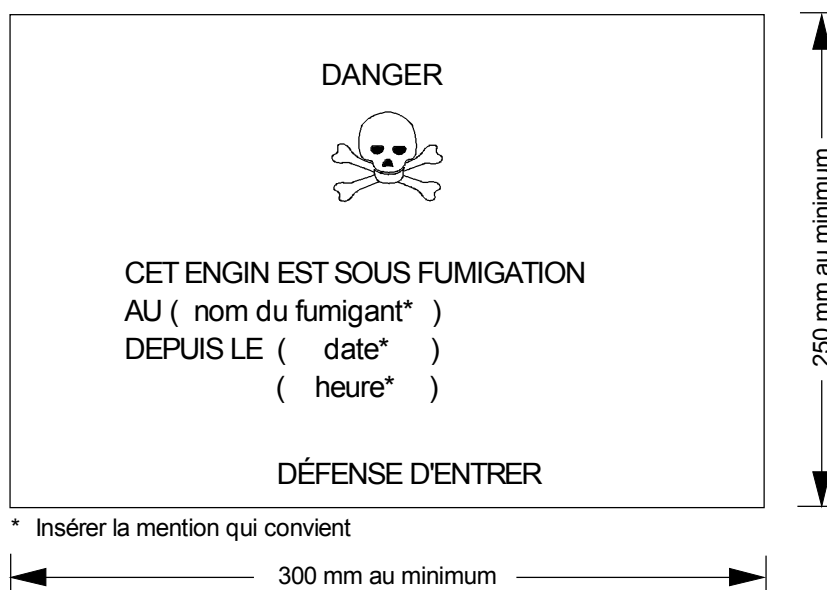 DANGER
CET ENGIN EST SOUS FUMIGATION
AU ( nom du fumigant* )
DEPUIS LE ( date* )
( heure* )
DÉFENSE D'ENTRER
* Insérer la mention qui convient
300 mm au minimum
250 mm au minimum